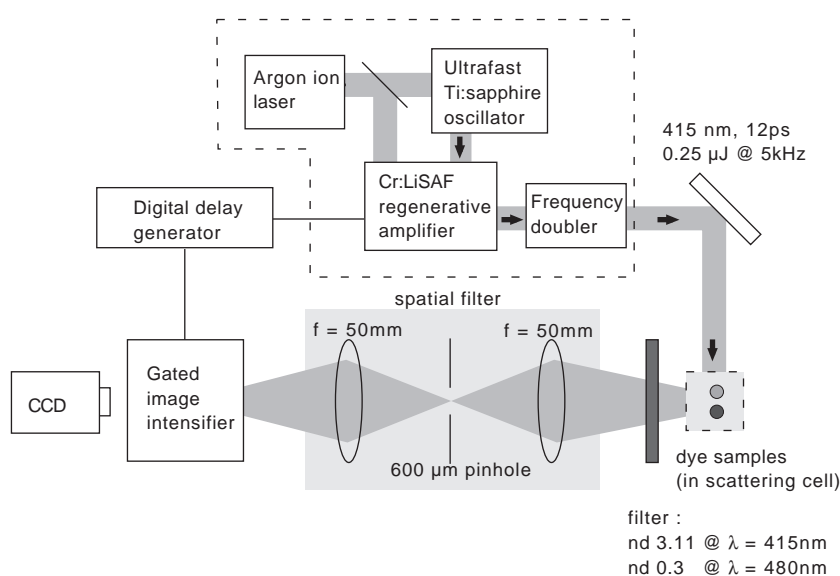 Argon ion
laser
Ultrafast
Ti:sapphire
oscillator
415 nm, 12ps
0.25 µJ @ 5kHz
Cr:LiSAF
regenerative
amplifier
Frequency
doubler
Digital delay
generator
spatial filter
f = 50mm
f = 50mm
CCD
Gated
image
intensifier
600 µm pinhole
dye samples
(in scattering cell)
filter :
nd 3.11 @ λ = 415nm
nd 0.3 @ λ = 480nm